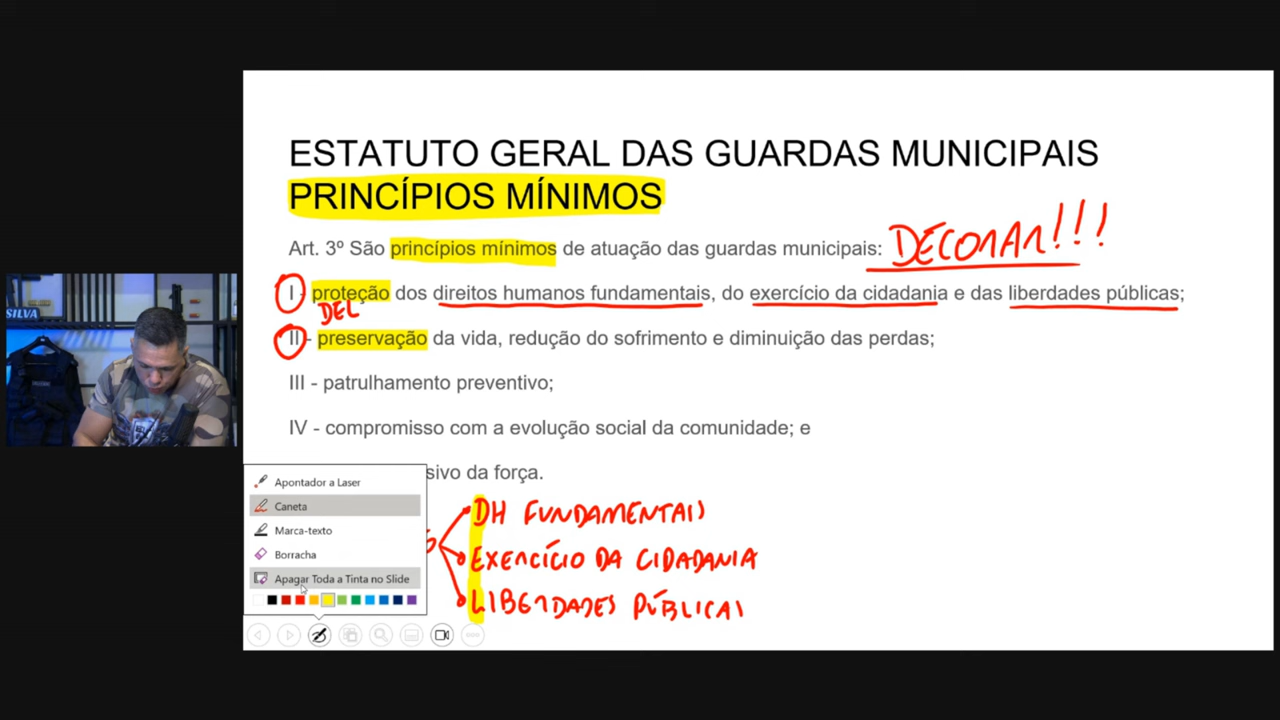 ESTATUTO GERAL DAS GUARDAS MUNICIPAIS
PRINCÍPIOS MÍNIMOS
Art. 3º São princípios mínimos de atuação das guardas municipais: DECORAR!!!
I - proteção dos direitos humanos fundamentais, do exercício da cidadania e das liberdades públicas;
DEL
SILVA
II - preservação da vida, redução do sofrimento e diminuição das perdas;
III - patrulhamento preventivo;
IV - compromisso com a evolução social da comunidade; e
sivo da força.
Apontador a Laser
Caneta
Marca-texto
Borracha
Apagar Toda a Tinta no Slide
DH FUNDAMENTAIS
EXERCÍCIO DA CIDADANIA
LIBERDADES PÚBLICAS